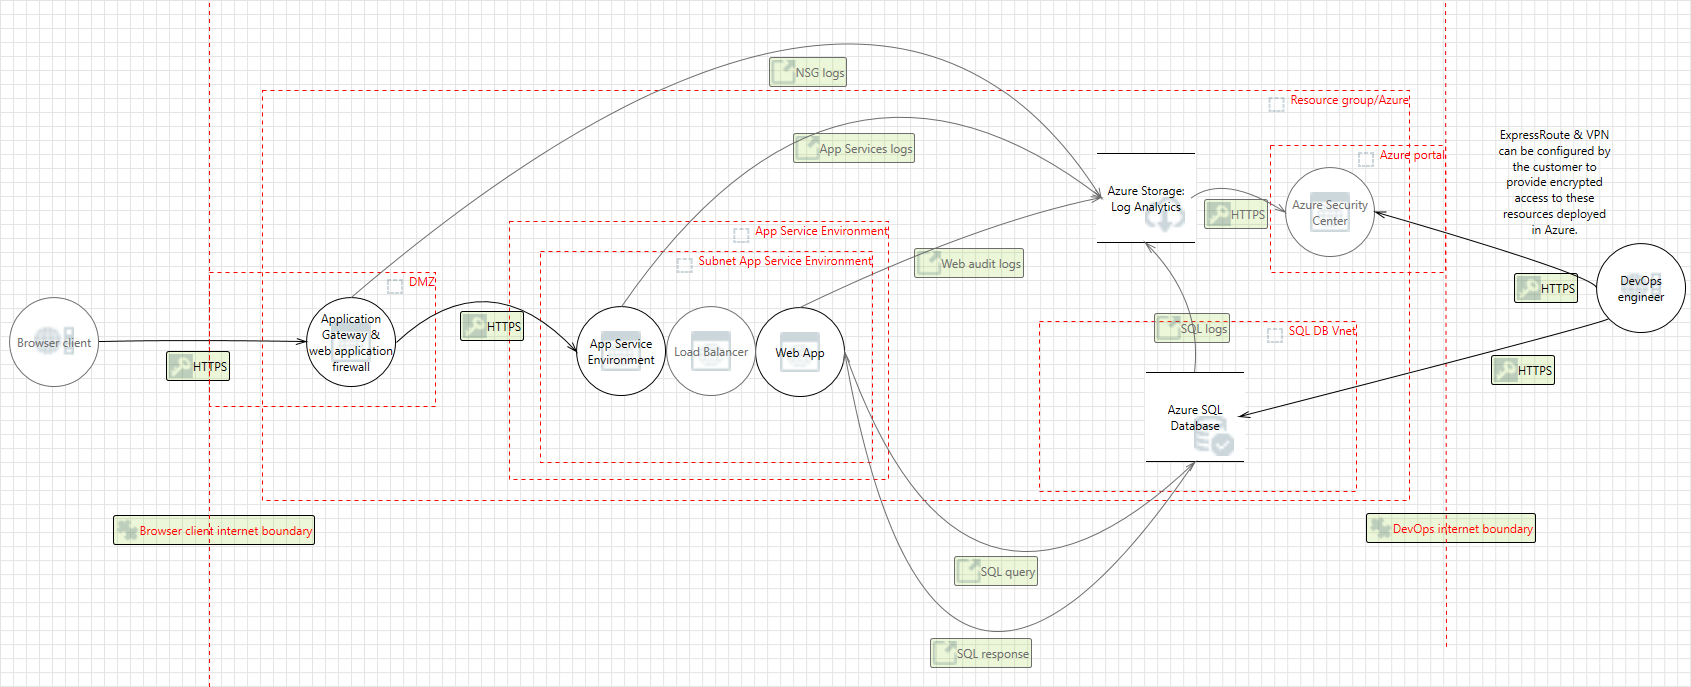 NSG logs
Resource group/Azure
ExpressRoute & VPN
can be configured by
the customer to
provide encrypted
access to these
resources deployed
in Azure.
App Services logs
Azure portal
Azure Storage:
Log Analytics
Azure Security
Center
HTTPS
App Service Environment
Subnet App Service Environment
Web audit logs
DMZ
DevOps
engineer
HTTPS
Application
Gateway &
web application
firewall
HTTPS
SQL logs
SQL DB Vnet
Browser client
HTTPS
App Service
Environment
Load Balancer
Web App
HTTPS
Azure SQL
Database
Browser client internet boundary
DevOps internet boundary
SQL query
SQL response